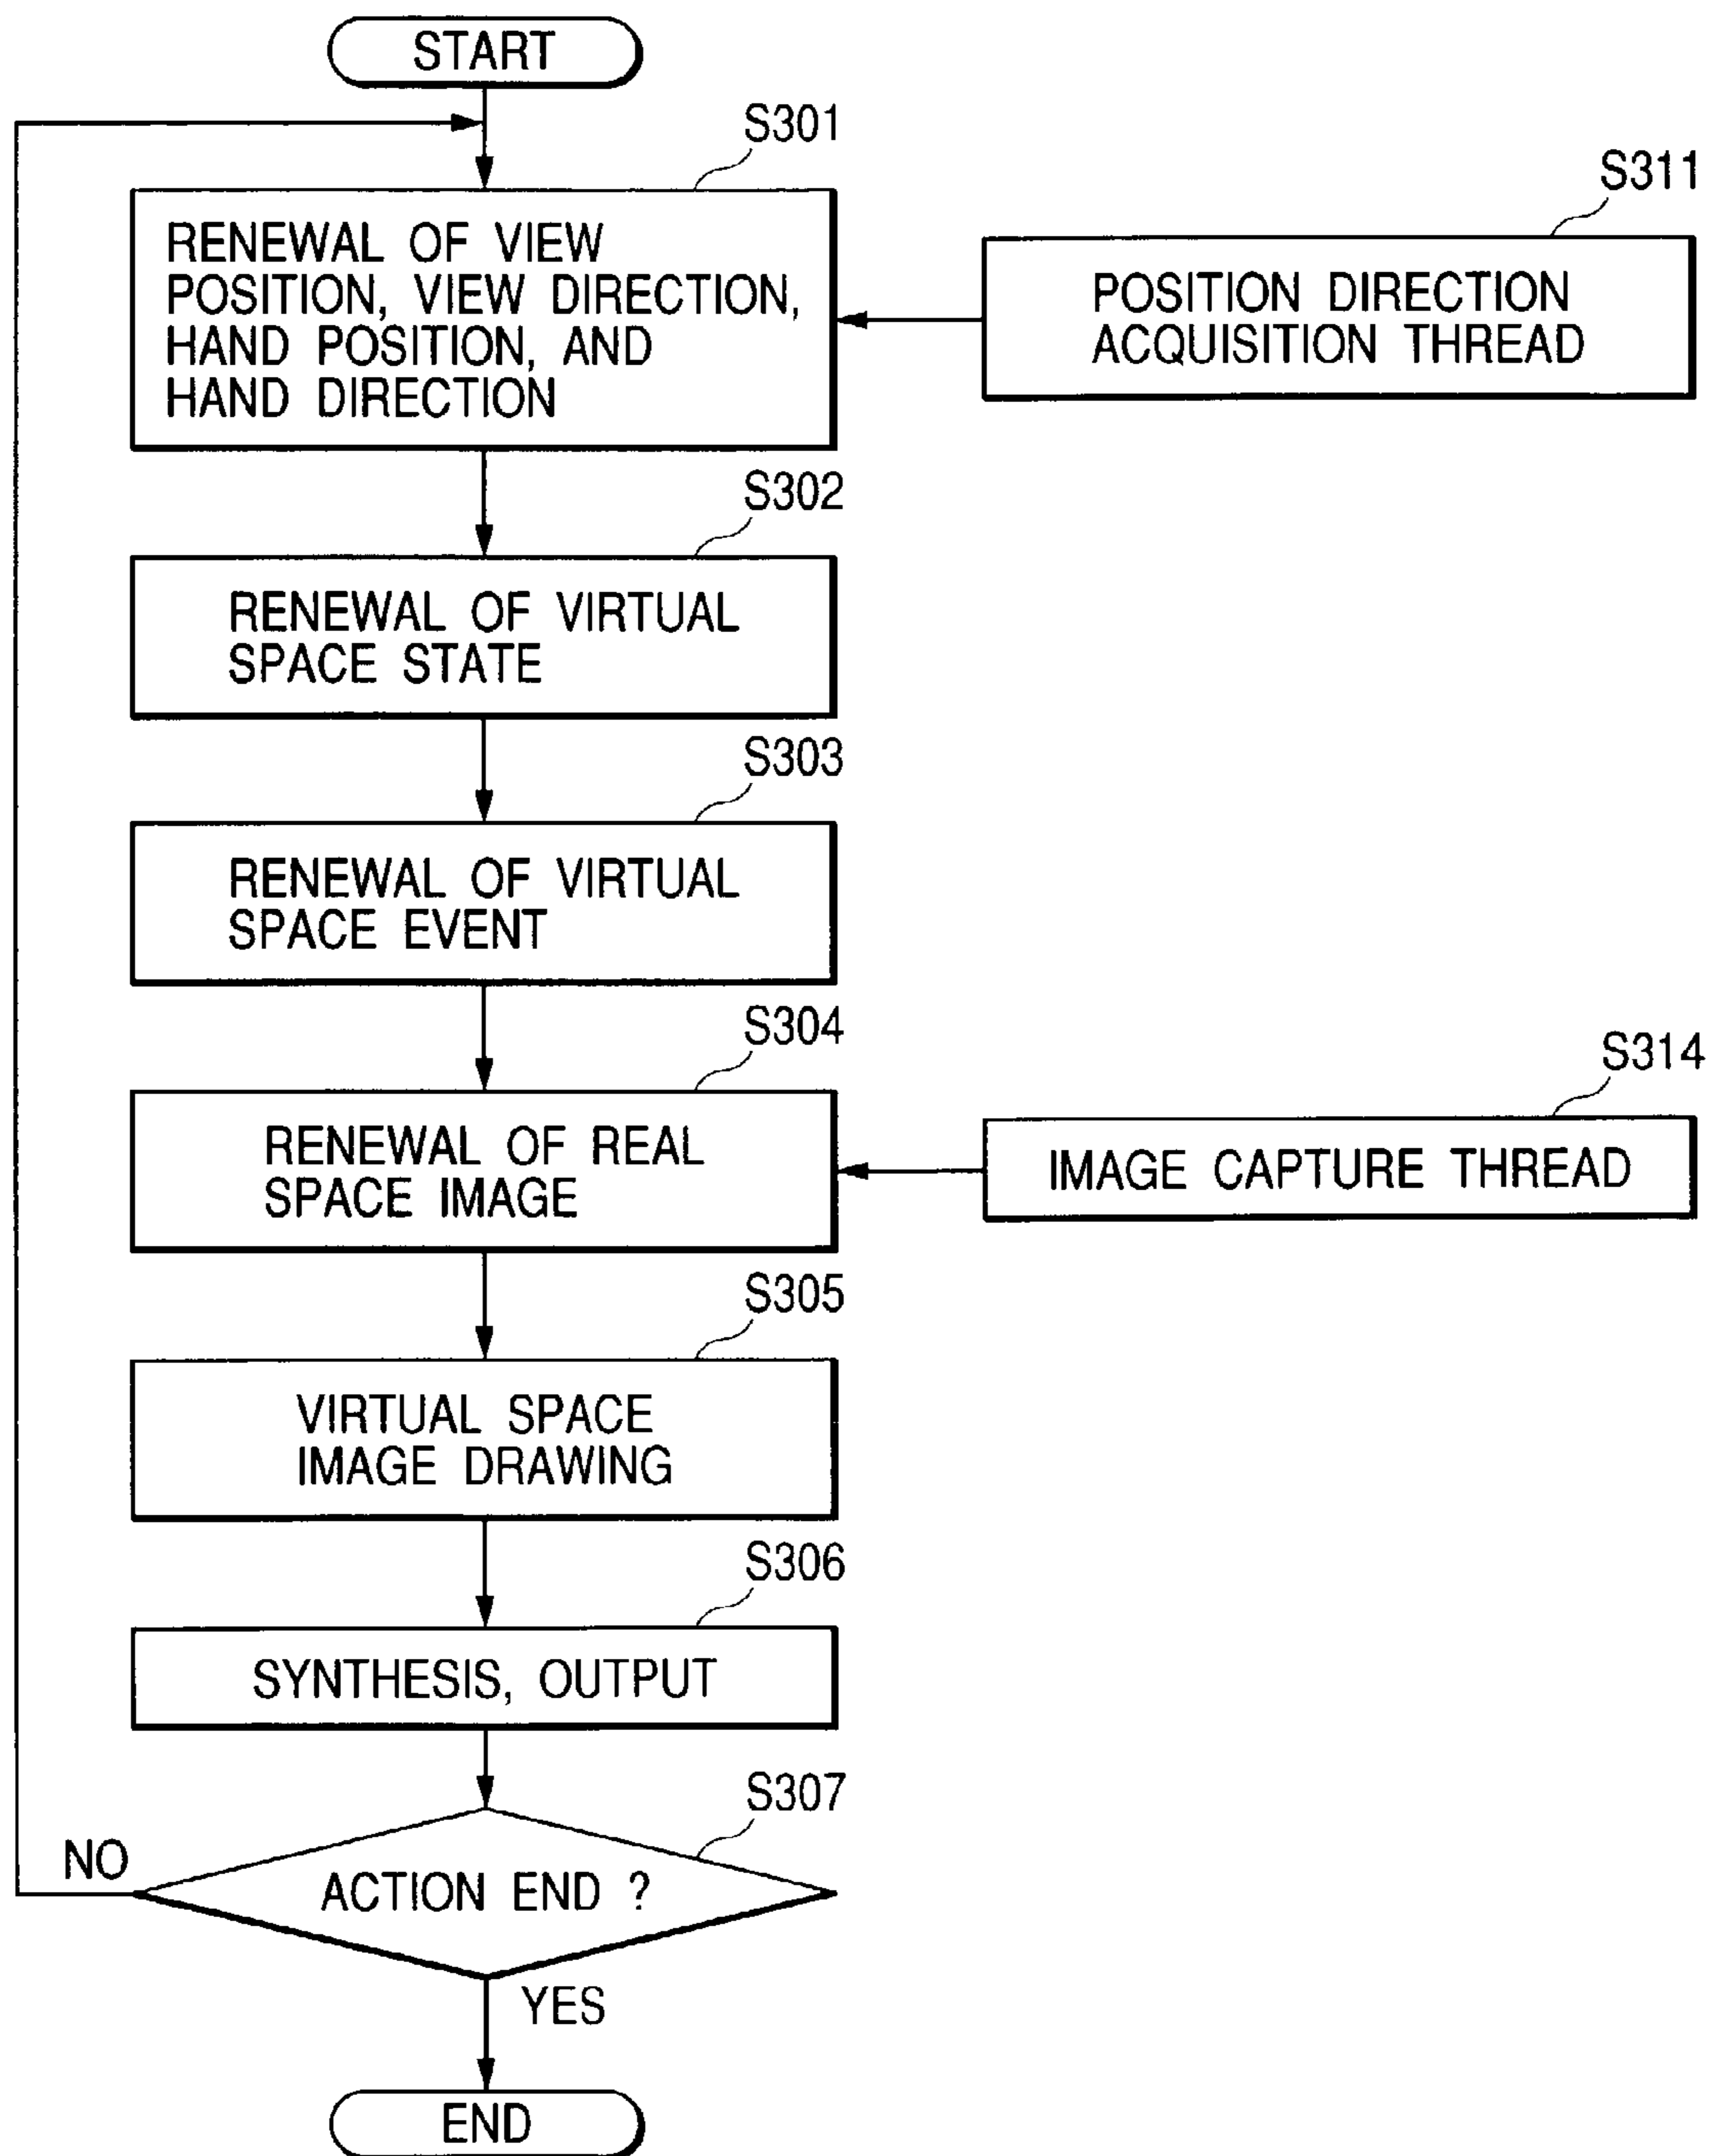 START
S301
RENEWAL OF VIEW
POSITION, VIEW DIRECTION,
HAND POSITION, AND
HAND DIRECTION
S311
POSITION DIRECTION
ACQUISITION THREAD
S302
RENEWAL OF VIRTUAL
SPACE STATE
S303
RENEWAL OF VIRTUAL
SPACE EVENT
S304
RENEWAL OF REAL
SPACE IMAGE
S314
IMAGE CAPTURE THREAD
S305
VIRTUAL SPACE
IMAGE DRAWING
S306
SYNTHESIS, OUTPUT
S307
NO
ACTION END ?
YES
END